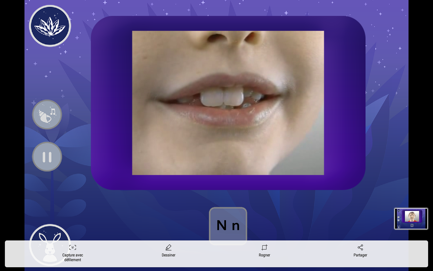 N n
Capture avec
défilement
Dessiner
Rogner
Partager